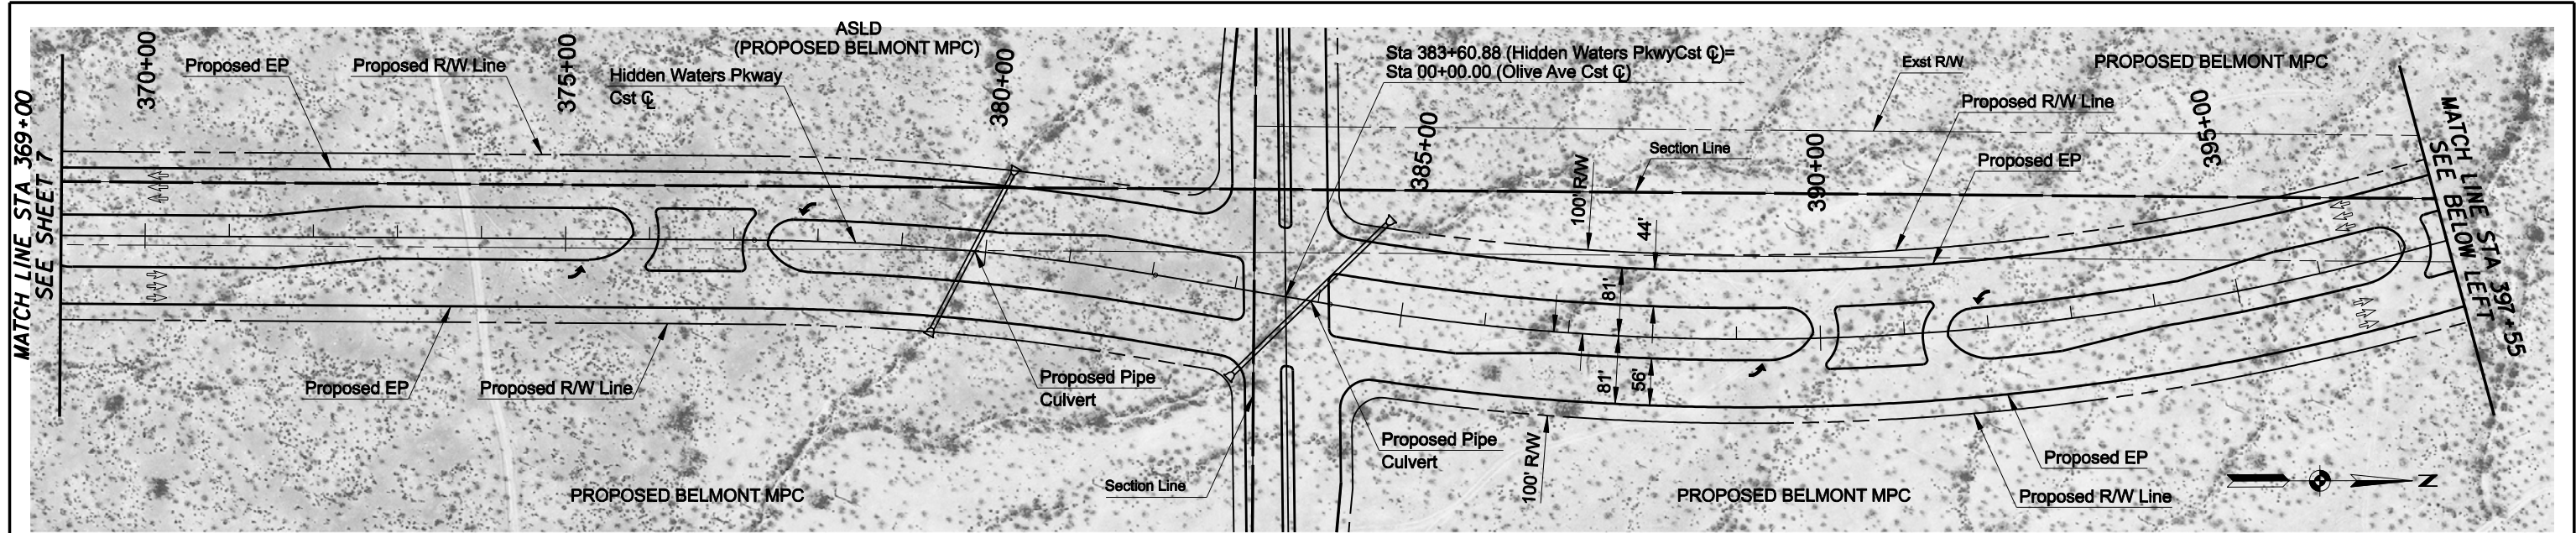 ASLD
(PROPOSED BELMONT MPC)
370+00
375+00
380+00
Proposed EP
Proposed R/W Line
Hidden Waters Pkway
Cst ℄
Sta 383+60.88 (Hidden Waters PkwyCst ℄)=
Sta 00+00.00 (Olive Ave Cst ℄)
Exst R/W
PROPOSED BELMONT MPC
Proposed R/W Line
Proposed EP
Section Line
385+00
390+00
395+00
MATCH LINE STA 369+00
SEE SHEET 7
MATCH LINE STA 397+55
SEE BELOW LEFT
100' R/W
44'
81'
81'
56'
100' R/W
Proposed EP
Proposed R/W Line
Proposed Pipe
Culvert
Proposed Pipe
Culvert
Section Line
PROPOSED BELMONT MPC
PROPOSED BELMONT MPC
Proposed EP
Proposed R/W Line
N